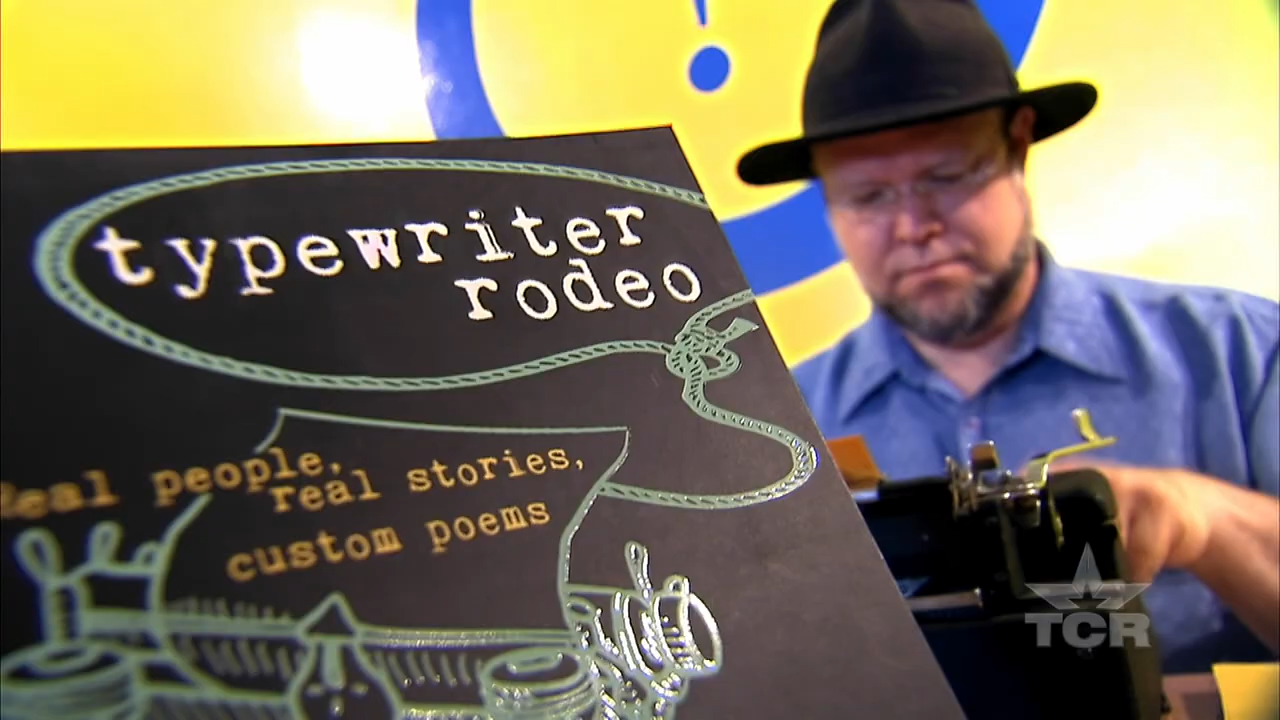 typewriter
rodeo
Real people,
real stories,
custom poems
TCR